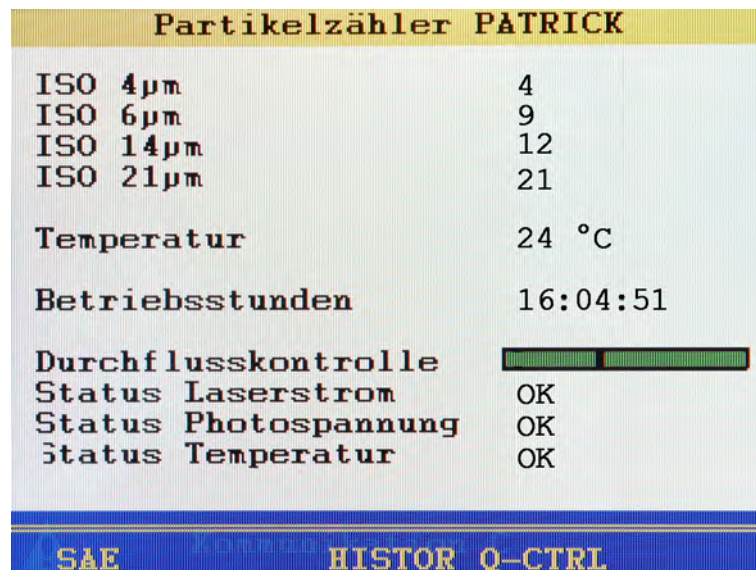 Partikelzähler PATRICK
ISO 4µm 4
ISO 6µm 9
ISO 14µm 12
ISO 21µm 21
Temperatur 24 °C
Betriebsstunden 16:04:51
Durchflusskontrolle
Status Laserstrom OK
Status Photospannung OK
Status Temperatur OK
Kommunikation
SAE HISTOR Q-CTRL